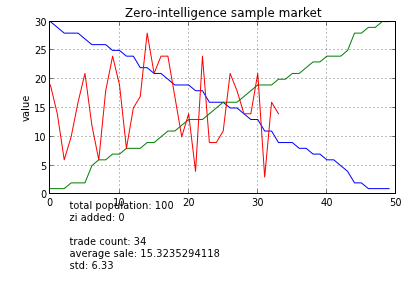 Zero-intelligence sample market
30
25
20
15
10
5
0
value
0 10 20 30 40 50
total population: 100
zi added: 0
trade count: 34
average sale: 15.3235294118
std: 6.33